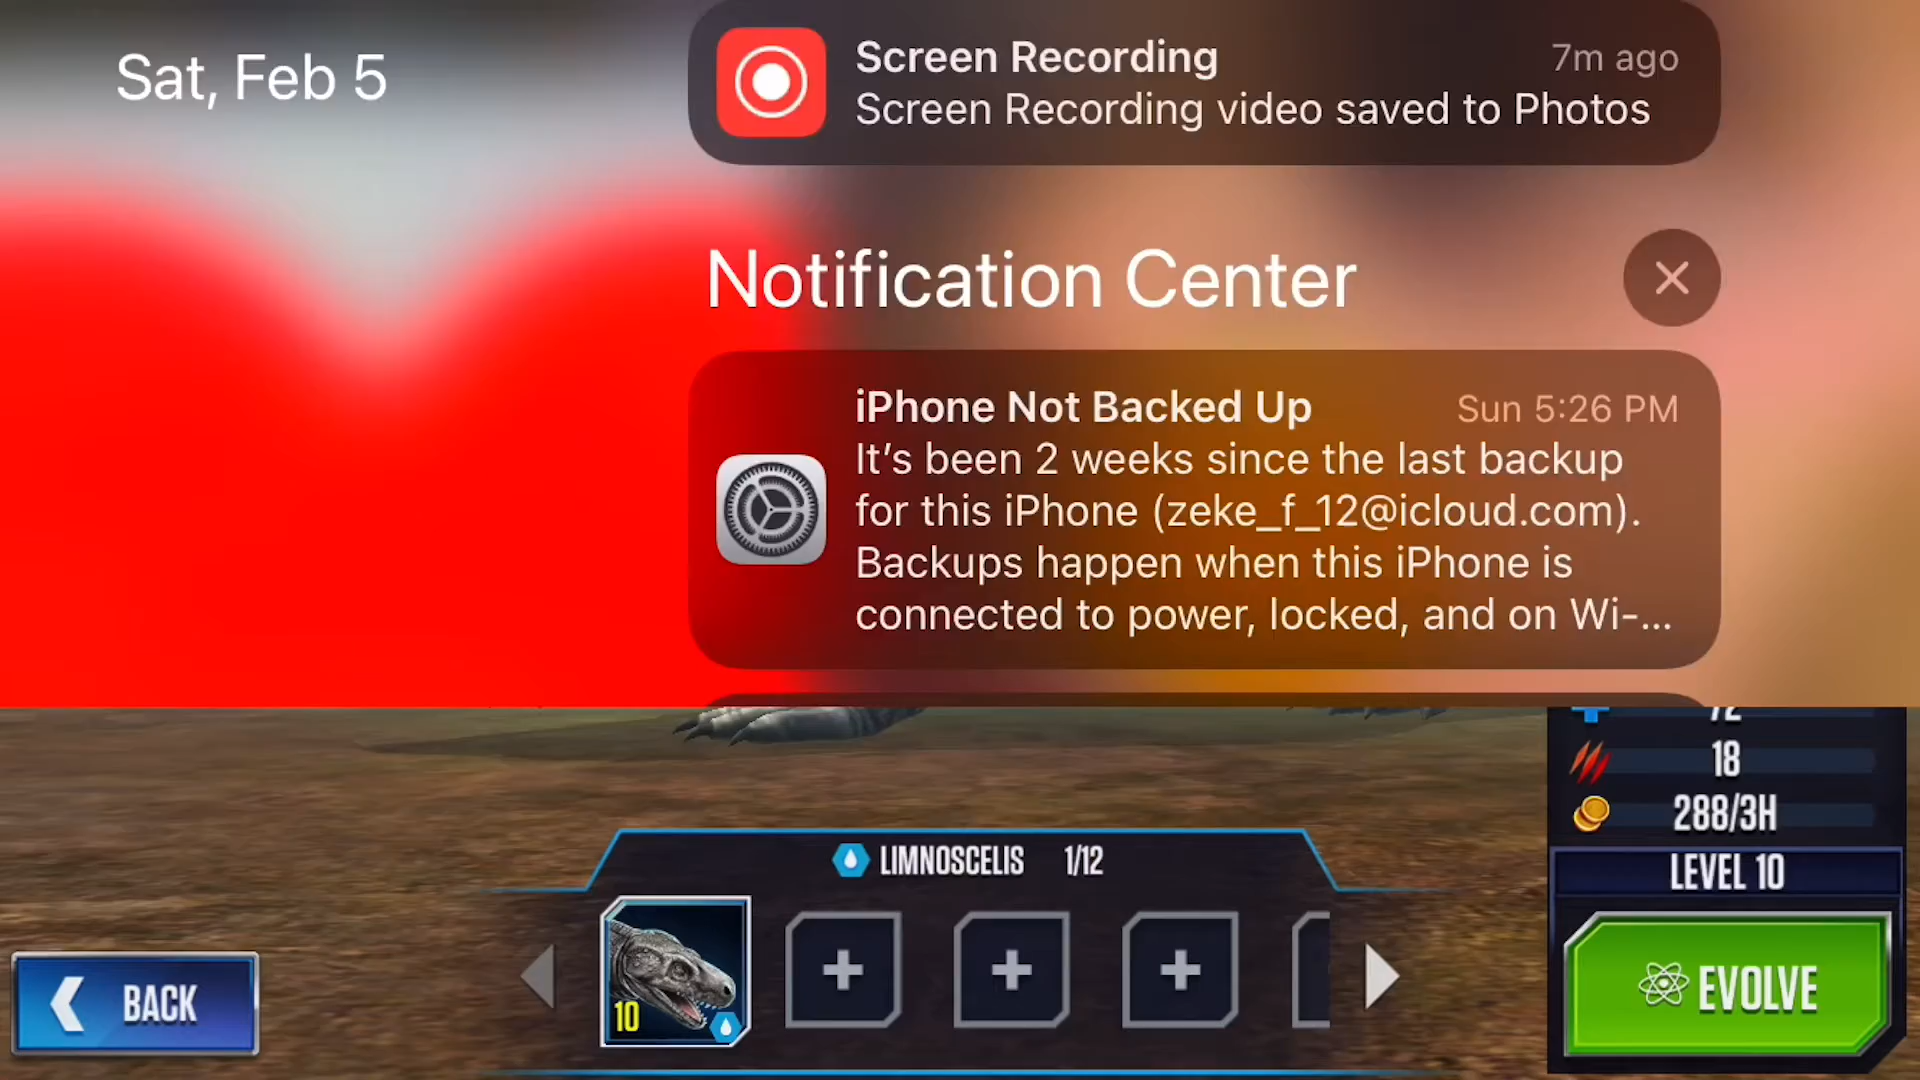 Sat, Feb 5
Screen Recording
7m ago
Screen Recording video saved to Photos
Notification Center
iPhone Not Backed Up
Sun 5:26 PM
It's been 2 weeks since the last backup
for this iPhone (zeke_f_12@icloud.com).
Backups happen when this iPhone is
connected to power, locked, and on Wi-...
18
288/3H
LEVEL 10
LIMNOSCELIS 1/12
10
BACK
EVOLVE